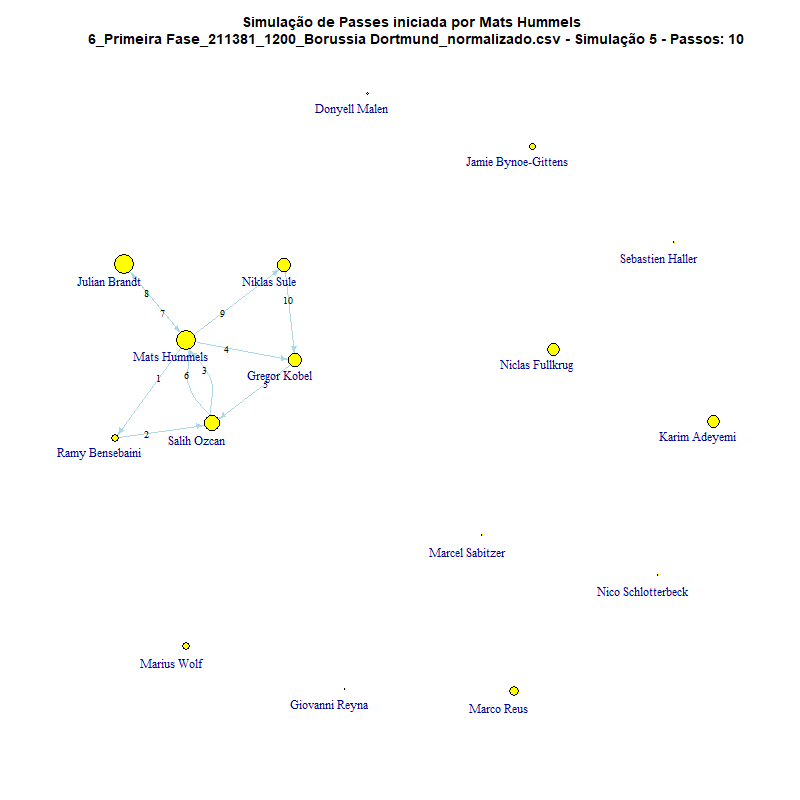 Simulação de Passes iniciada por Mats Hummels
6_Primeira Fase_211381_1200_Borussia Dortmund_normalizado.csv - Simulação 5 - Passos: 10
Donyell Malen
Jamie Bynoe-Gittens
Sebastien Haller
Julian Brandt
Niklas Sule
8
10
7
9
Mats Hummels
4
Niclas Fullkrug
Gregor Kobel
1
6
3
5
Karim Adeyemi
2
Salih Ozcan
Ramy Bensebaini
Marcel Sabitzer
Nico Schlotterbeck
Marius Wolf
Giovanni Reyna
Marco Reus